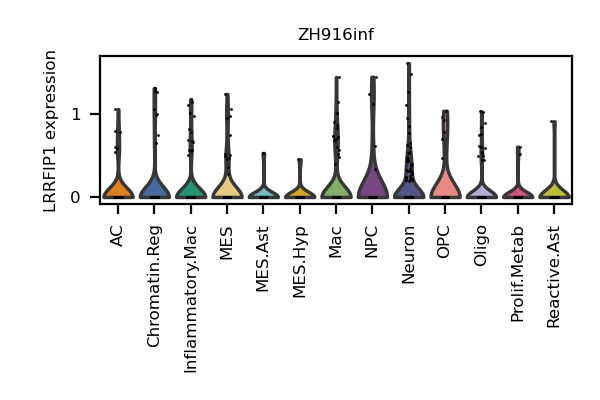 ZH916inf
LRRFIP1 expression
1
0
AC
Chromatin.Reg
Inflammatory.Mac
MES
MES.Ast
MES.Hyp
Mac
NPC
Neuron
OPC
Oligo
Prolif.Metab
Reactive.Ast